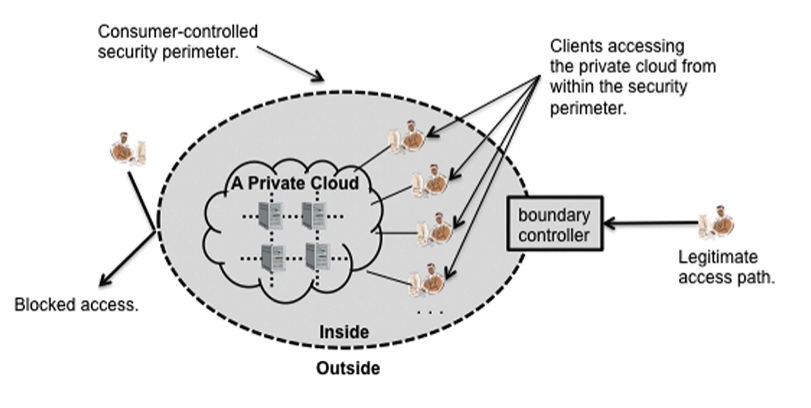 Consumer-controlled
security perimeter.
Clients accessing
the private cloud from
within the security
perimeter.
A Private Cloud
boundary
controller
Legitimate
access path.
Blocked access.
. . .
Inside
Outside